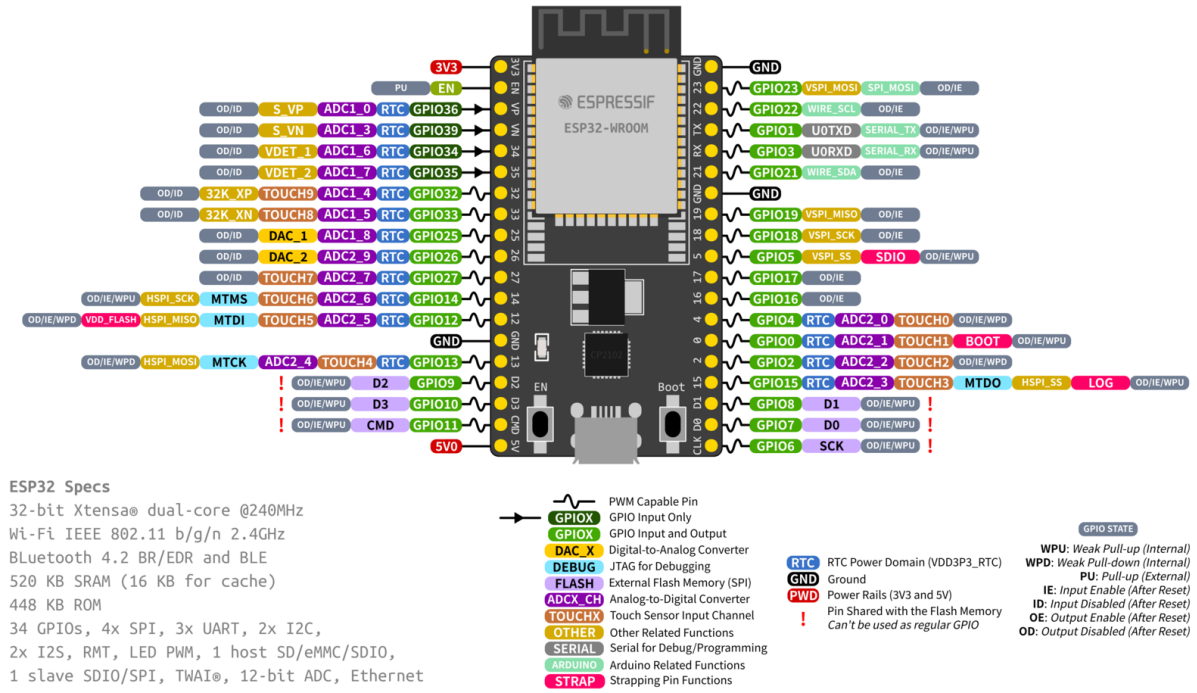 3V3 3V3 GND GND
PU EN EN 23 GPIO23 VSPI_MOSI SPI_MOSI OD/IE
OD/ID S_VP ADC1_0 RTC GPIO36 VP 22 GPIO22 WIRE_SCL OD/IE
OD/ID S_VN ADC1_3 RTC GPIO39 VN TX GPIO1 U0TXD SERIAL_TX OD/IE/WPU
OD/ID VDET_1 ADC1_6 RTC GPIO34 34 RX GPIO3 U0RXD SERIAL_RX OD/IE/WPU
OD/ID VDET_2 ADC1_7 RTC GPIO35 35 21 GPIO21 WIRE_SDA OD/IE
OD/ID 32K_XP TOUCH9 ADC1_4 RTC GPIO32 32 GND GND
OD/ID 32K_XN TOUCH8 ADC1_5 RTC GPIO33 33 19 GPIO19 VSPI_MISO OD/IE
OD/ID DAC_1 ADC1_8 RTC GPIO25 25 18 GPIO18 VSPI_SCK OD/IE
OD/ID DAC_2 ADC2_9 RTC GPIO26 26 5 GPIO5 VSPI_SS SDIO OD/IE/WPU
OD/ID TOUCH7 ADC2_7 RTC GPIO27 27 17 GPIO17 OD/IE
OD/IE/WPU HSPI_SCK MTMS TOUCH6 ADC2_6 RTC GPIO14 14 16 GPIO16 OD/IE
OD/IE/WPD VDD_FLASH HSPI_MISO MTDI TOUCH5 ADC2_5 RTC GPIO12 12 4 GPIO4 RTC ADC2_0 TOUCH0 OD/IE/WPD
GND GND 0 GPIO0 RTC ADC2_1 TOUCH1 BOOT OD/IE/WPU
OD/IE/WPD HSPI_MOSI MTCK ADC2_4 TOUCH4 RTC GPIO13 13 2 GPIO2 RTC ADC2_2 TOUCH2 OD/IE/WPD
! OD/IE/WPU D2 GPIO9 D2 15 GPIO15 RTC ADC2_3 TOUCH3 MTDO HSPI_SS LOG OD/IE/WPU
! OD/IE/WPU D3 GPIO10 D3 D1 GPIO8 D1 OD/IE/WPU !
! OD/IE/WPU CMD GPIO11 CMD D0 GPIO7 D0 OD/IE/WPU !
5V0 5V CLK GPIO6 SCK OD/IE/WPU !
ESPRESSIF
ESP32-WROOM
CP2102
EN Boot
ESP32 Specs
32-bit Xtensa® dual-core @240MHz
Wi-Fi IEEE 802.11 b/g/n 2.4GHz
BLuetooth 4.2 BR/EDR and BLE
520 KB SRAM (16 KB for cache)
448 KB ROM
34 GPIOs, 4x SPI, 3x UART, 2x I2C,
2x I2S, RMT, LED PWM, 1 host SD/eMMC/SDIO,
1 slave SDIO/SPI, TWAI®, 12-bit ADC, Ethernet
PWM Capable Pin
GPIOX GPIO Input Only
GPIOX GPIO Input and Output
DAC_X Digital-to-Analog Converter
DEBUG JTAG for Debugging
FLASH External Flash Memory (SPI)
ADCX_CH Analog-to-Digital Converter
TOUCHX Touch Sensor Input Channel
OTHER Other Related Functions
SERIAL Serial for Debug/Programming
ARDUINO Arduino Related Functions
STRAP Strapping Pin Functions
RTC RTC Power Domain (VDD3P3_RTC)
GND Ground
PWD Power Rails (3V3 and 5V)
! Pin Shared with the Flash Memory
Can't be used as regular GPIO
GPIO STATE
WPU: Weak Pull-up (Internal)
WPD: Weak Pull-down (Internal)
PU: Pull-up (External)
IE: Input Enable (After Reset)
ID: Input Disabled (After Reset)
OE: Output Enable (After Reset)
OD: Output Disabled (After Reset)